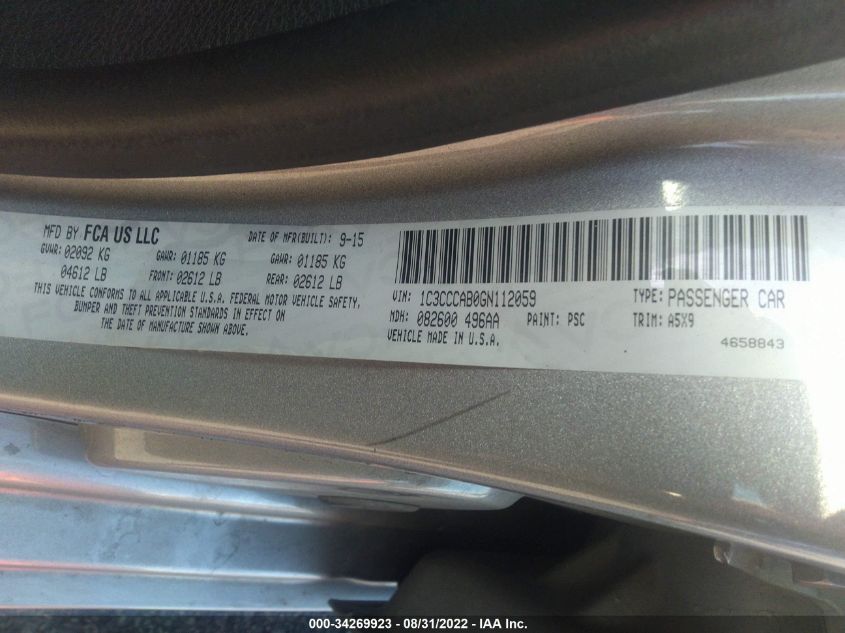 MFD BY FCA US LLC
DATE OF MFR(BUILT): 9-15
GVWR: 02092 KG
GAWR: 01185 KG
GAWR: 01185 KG
04612 LB
FRONT: 02612 LB
REAR: 02612 LB
THIS VEHICLE CONFORMS TO ALL APPLICABLE U.S.A. FEDERAL MOTOR VEHICLE SAFETY,
BUMPER AND THEFT PREVENTION STANDARDS IN EFFECT ON
THE DATE OF MANUFACTURE SHOWN ABOVE.
VIN: 1C3CCCAB0GN112059
TYPE: PASSENGER CAR
MDH: 082600 496AA
PAINT: PSC
TRIM: A5X9
VEHICLE MADE IN U.S.A.
4658843
000-34269923 - 08/31/2022 - IAA Inc.